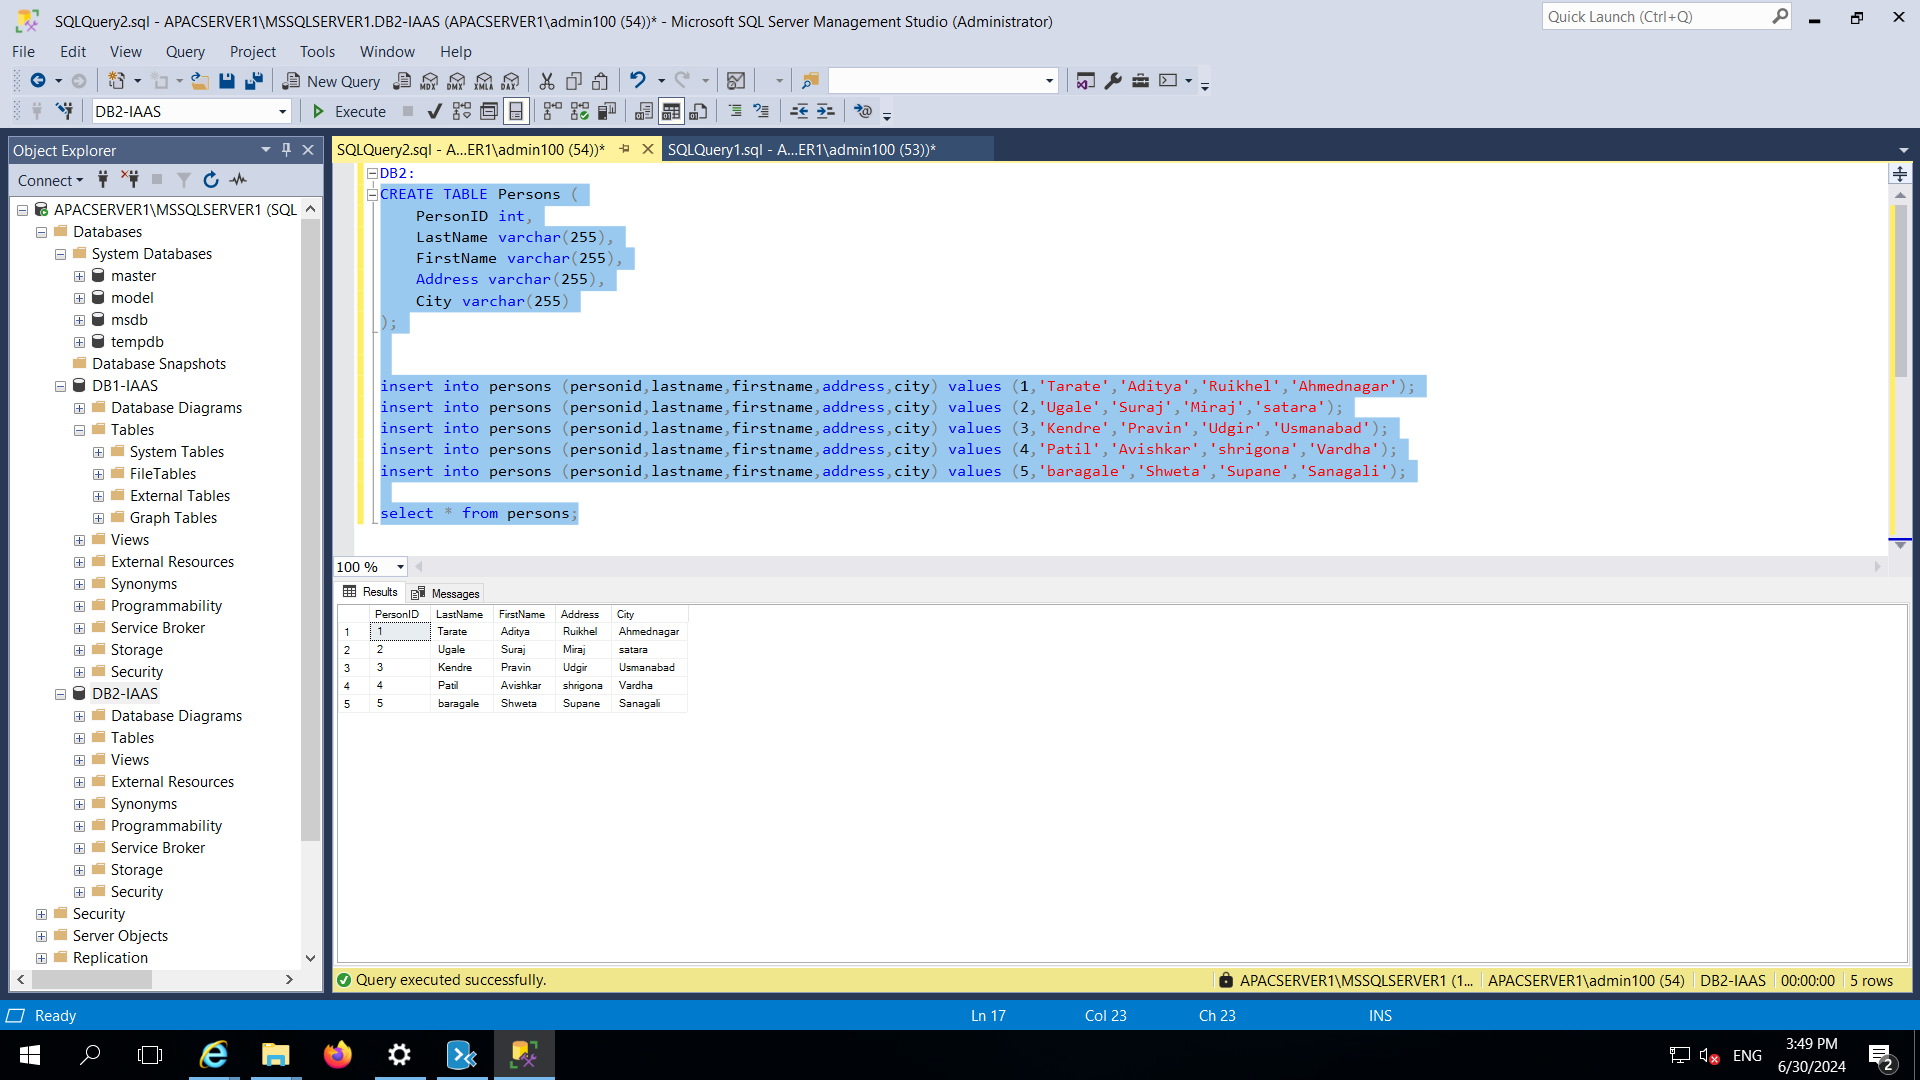 SQLQuery2.sql - APACSERVER1\MSSQLSERVER1.DB2-IAAS (APACSERVER1\admin100 (54))* - Microsoft SQL Server Management Studio (Administrator)
Quick Launch (Ctrl+Q)
File Edit View Query Project Tools Window Help
New Query MDX DMX XMLA DAX
DB2-IAAS Execute
Object Explorer
Connect
APACSERVER1\MSSQLSERVER1 (SQL
Databases
System Databases
master
model
msdb
tempdb
Database Snapshots
DB1-IAAS
Database Diagrams
Tables
System Tables
FileTables
External Tables
Graph Tables
Views
External Resources
Synonyms
Programmability
Service Broker
Storage
Security
DB2-IAAS
Database Diagrams
Tables
Views
External Resources
Synonyms
Programmability
Service Broker
Storage
Security
Security
Server Objects
Replication
SQLQuery2.sql - A...ER1\admin100 (54))* SQLQuery1.sql - A...ER1\admin100 (53))*
DB2:
CREATE TABLE Persons (
PersonID int,
LastName varchar(255),
FirstName varchar(255),
Address varchar(255),
City varchar(255)
);
insert into persons (personid,lastname,firstname,address,city) values (1,'Tarate','Aditya','Ruikhel','Ahmednagar');
insert into persons (personid,lastname,firstname,address,city) values (2,'Ugale','Suraj','Miraj','satara');
insert into persons (personid,lastname,firstname,address,city) values (3,'Kendre','Pravin','Udgir','Usmanabad');
insert into persons (personid,lastname,firstname,address,city) values (4,'Patil','Avishkar','shrigona','Vardha');
insert into persons (personid,lastname,firstname,address,city) values (5,'baragale','Shweta','Supane','Sanagali');
select * from persons;
100 %
Results Messages
PersonID LastName FirstName Address City
1 1 Tarate Aditya Ruikhel Ahmednagar
2 2 Ugale Suraj Miraj satara
3 3 Kendre Pravin Udgir Usmanabad
4 4 Patil Avishkar shrigona Vardha
5 5 baragale Shweta Supane Sanagali
Query executed successfully. APACSERVER1\MSSQLSERVER1 (1... APACSERVER1\admin100 (54) DB2-IAAS 00:00:00 5 rows
Ready Ln 17 Col 23 Ch 23 INS
ENG 3:49 PM
6/30/2024
2